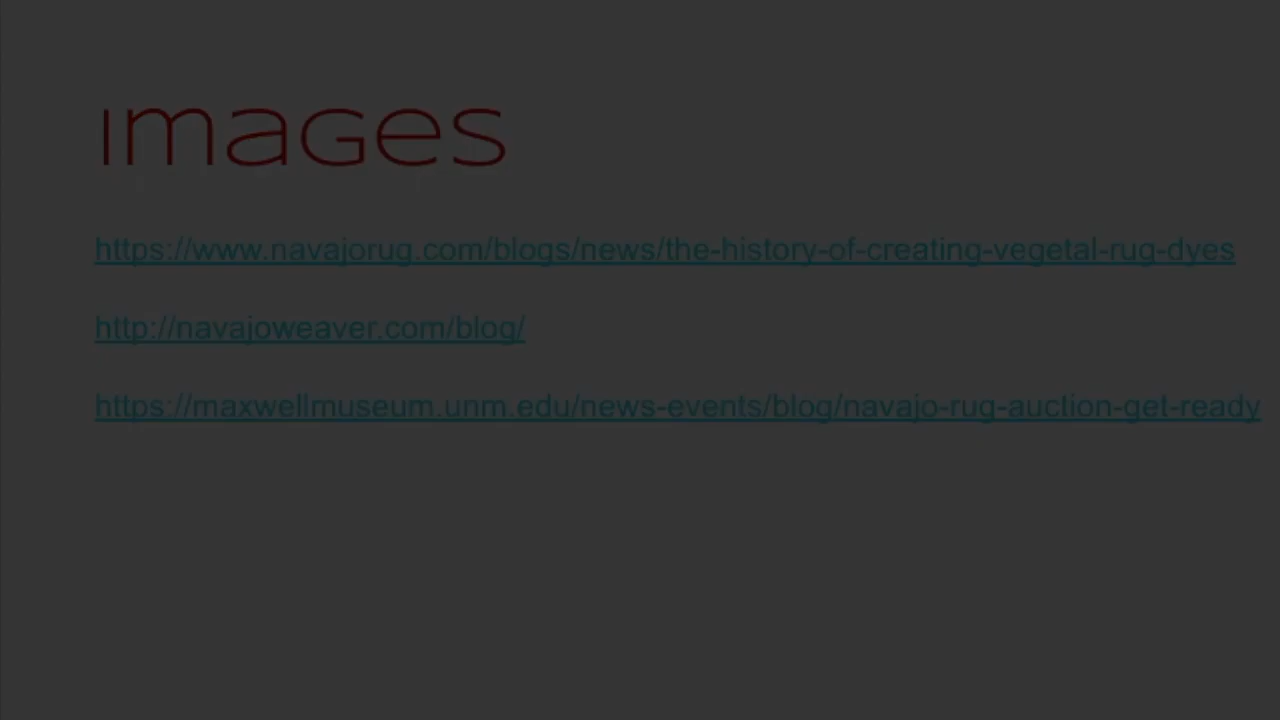 Images
https://www.navajorug.com/blogs/news/the-history-of-creating-vegetal-rug-dyes
http://navajoweaver.com/blog/
https://maxwellmuseum.unm.edu/news-events/blog/navajo-rug-auction-get-ready